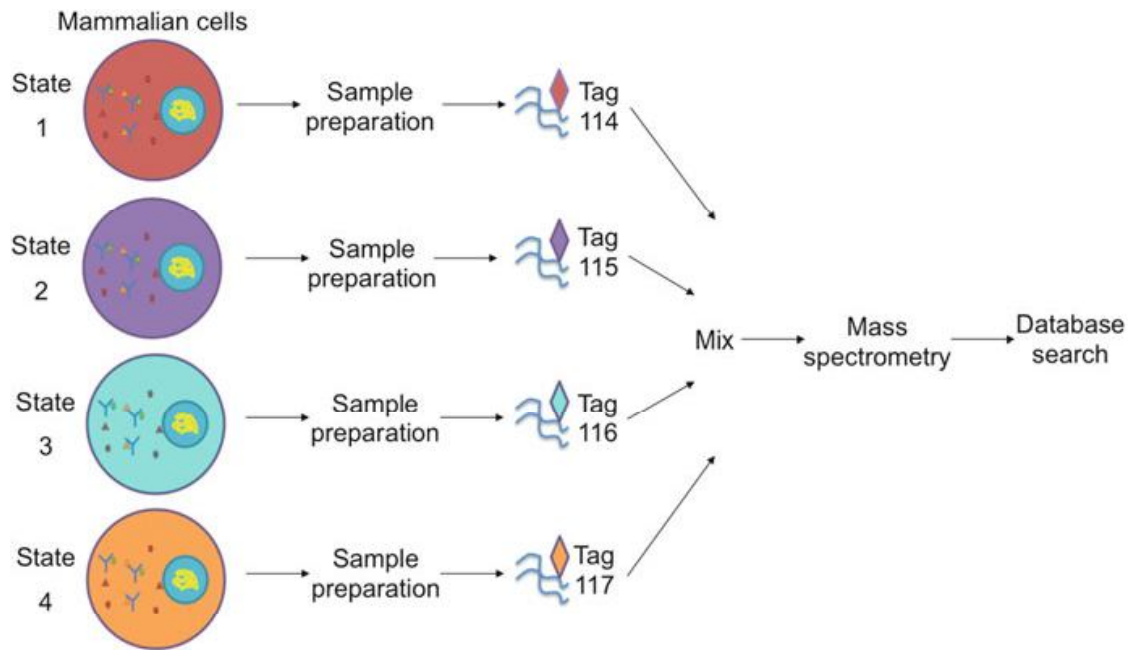 Mammalian cells
State
1
Sample
preparation
Tag
114
State
2
Sample
preparation
Tag
115
Mix
Mass
spectrometry
Database
search
State
3
Sample
preparation
Tag
116
State
4
Sample
preparation
Tag
117